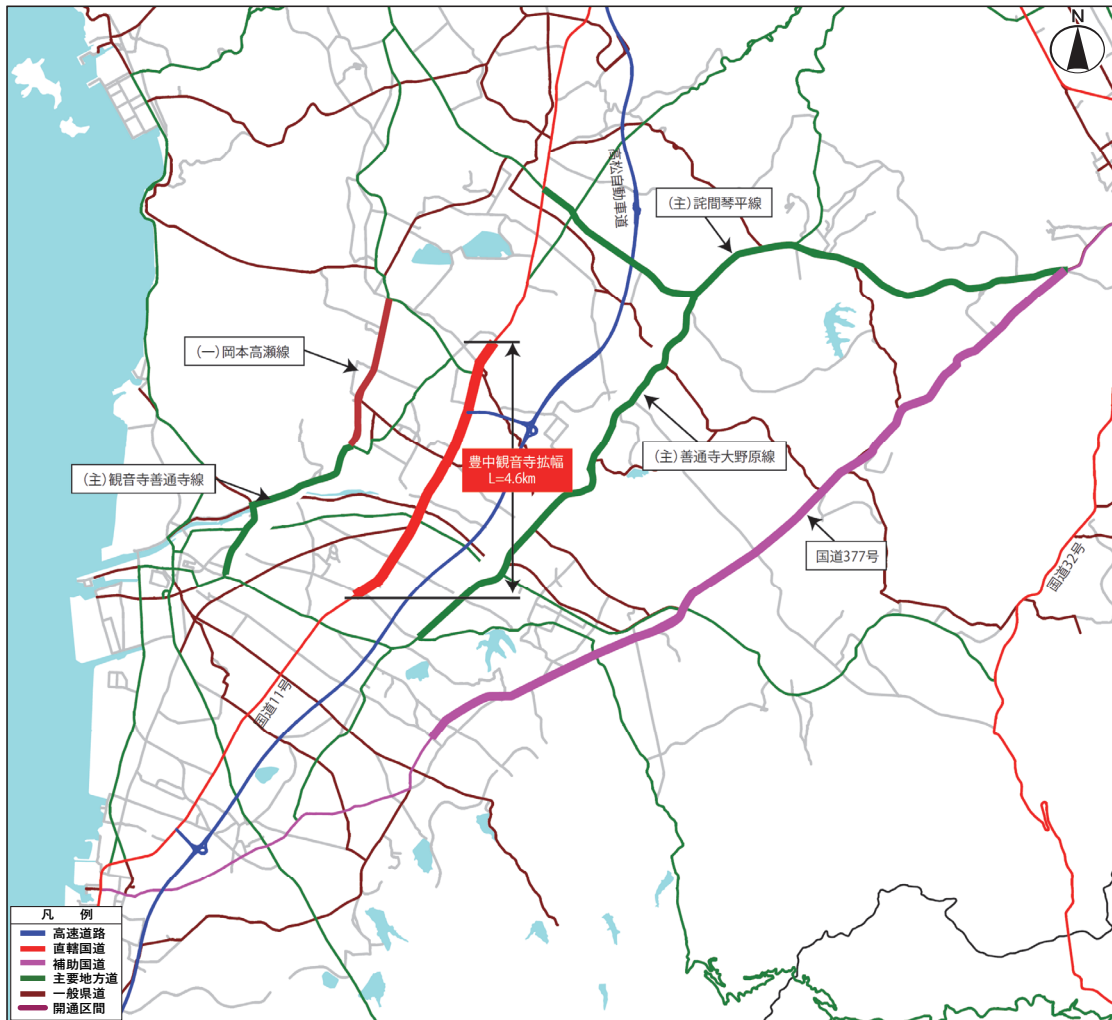 N
高松自動車道
(主)詫間琴平線
(一)岡本高瀬線
豊中観音寺拡幅
L=4.6㎞
(主)善通寺大野原線
(主)観音寺善通寺線
国道377号
国道32号
国道11号
凡 例
高速道路
直轄国道
補助国道
主要地方道
一般県道
開通区間